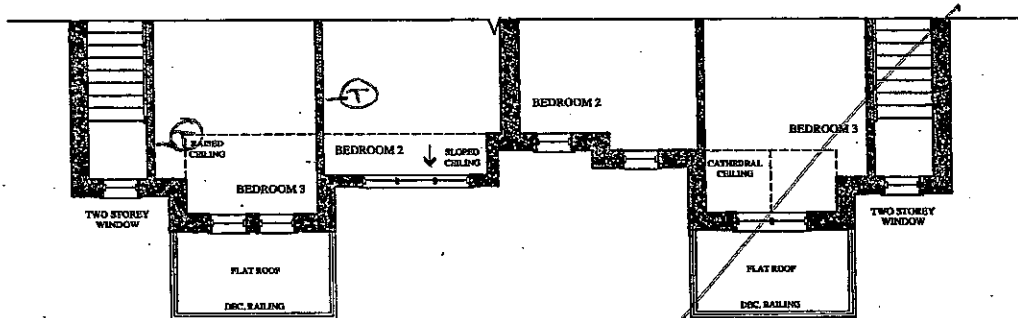 T
BEDROOM 2
T
BEDROOM 3
RAISED
CEILING
BEDROOM 2
SLOPED
CEILING
CATHEDRAL
CEILING
BEDROOM 3
TWO STOREY
WINDOW
TWO STOREY
WINDOW
FLAT ROOF
FLAT ROOF
DEC. RAILING
DEC. RAILING